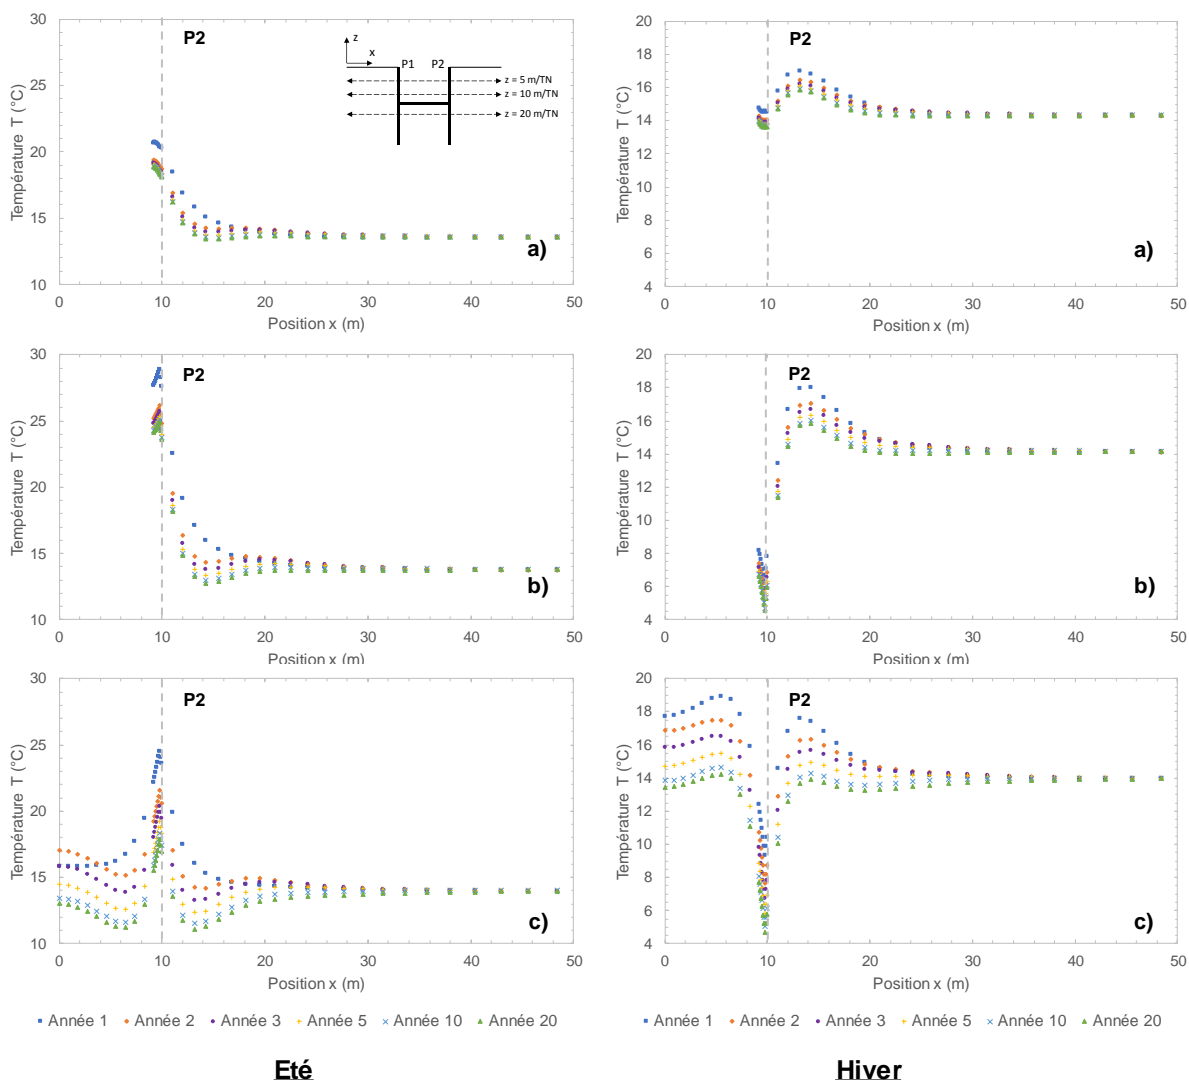 30
25
20
15
10
0 10 20 30 40 50
Température T (°C)
Position x (m)
P2
a)
z
x
P1 P2
z = 5 m/TN
z = 10 m/TN
z = 20 m/TN
20
18
16
14
12
10
8
6
4
0 10 20 30 40 50
Température T (°C)
Position x (m)
P2
a)
30
25
20
15
10
0 10 20 30 40 50
Température T (°C)
Position x (m)
P2
b)
20
18
16
14
12
10
8
6
4
0 10 20 30 40 50
Température T (°C)
Position x (m)
P2
b)
30
25
20
15
10
0 10 20 30 40 50
Température T (°C)
Position x (m)
P2
c)
20
18
16
14
12
10
8
6
4
0 10 20 30 40 50
Température T (°C)
Position x (m)
P2
c)
Année 1 Année 2 Année 3 Année 5 Année 10 Année 20
Année 1 Année 2 Année 3 Année 5 Année 10 Année 20
Eté
Hiver